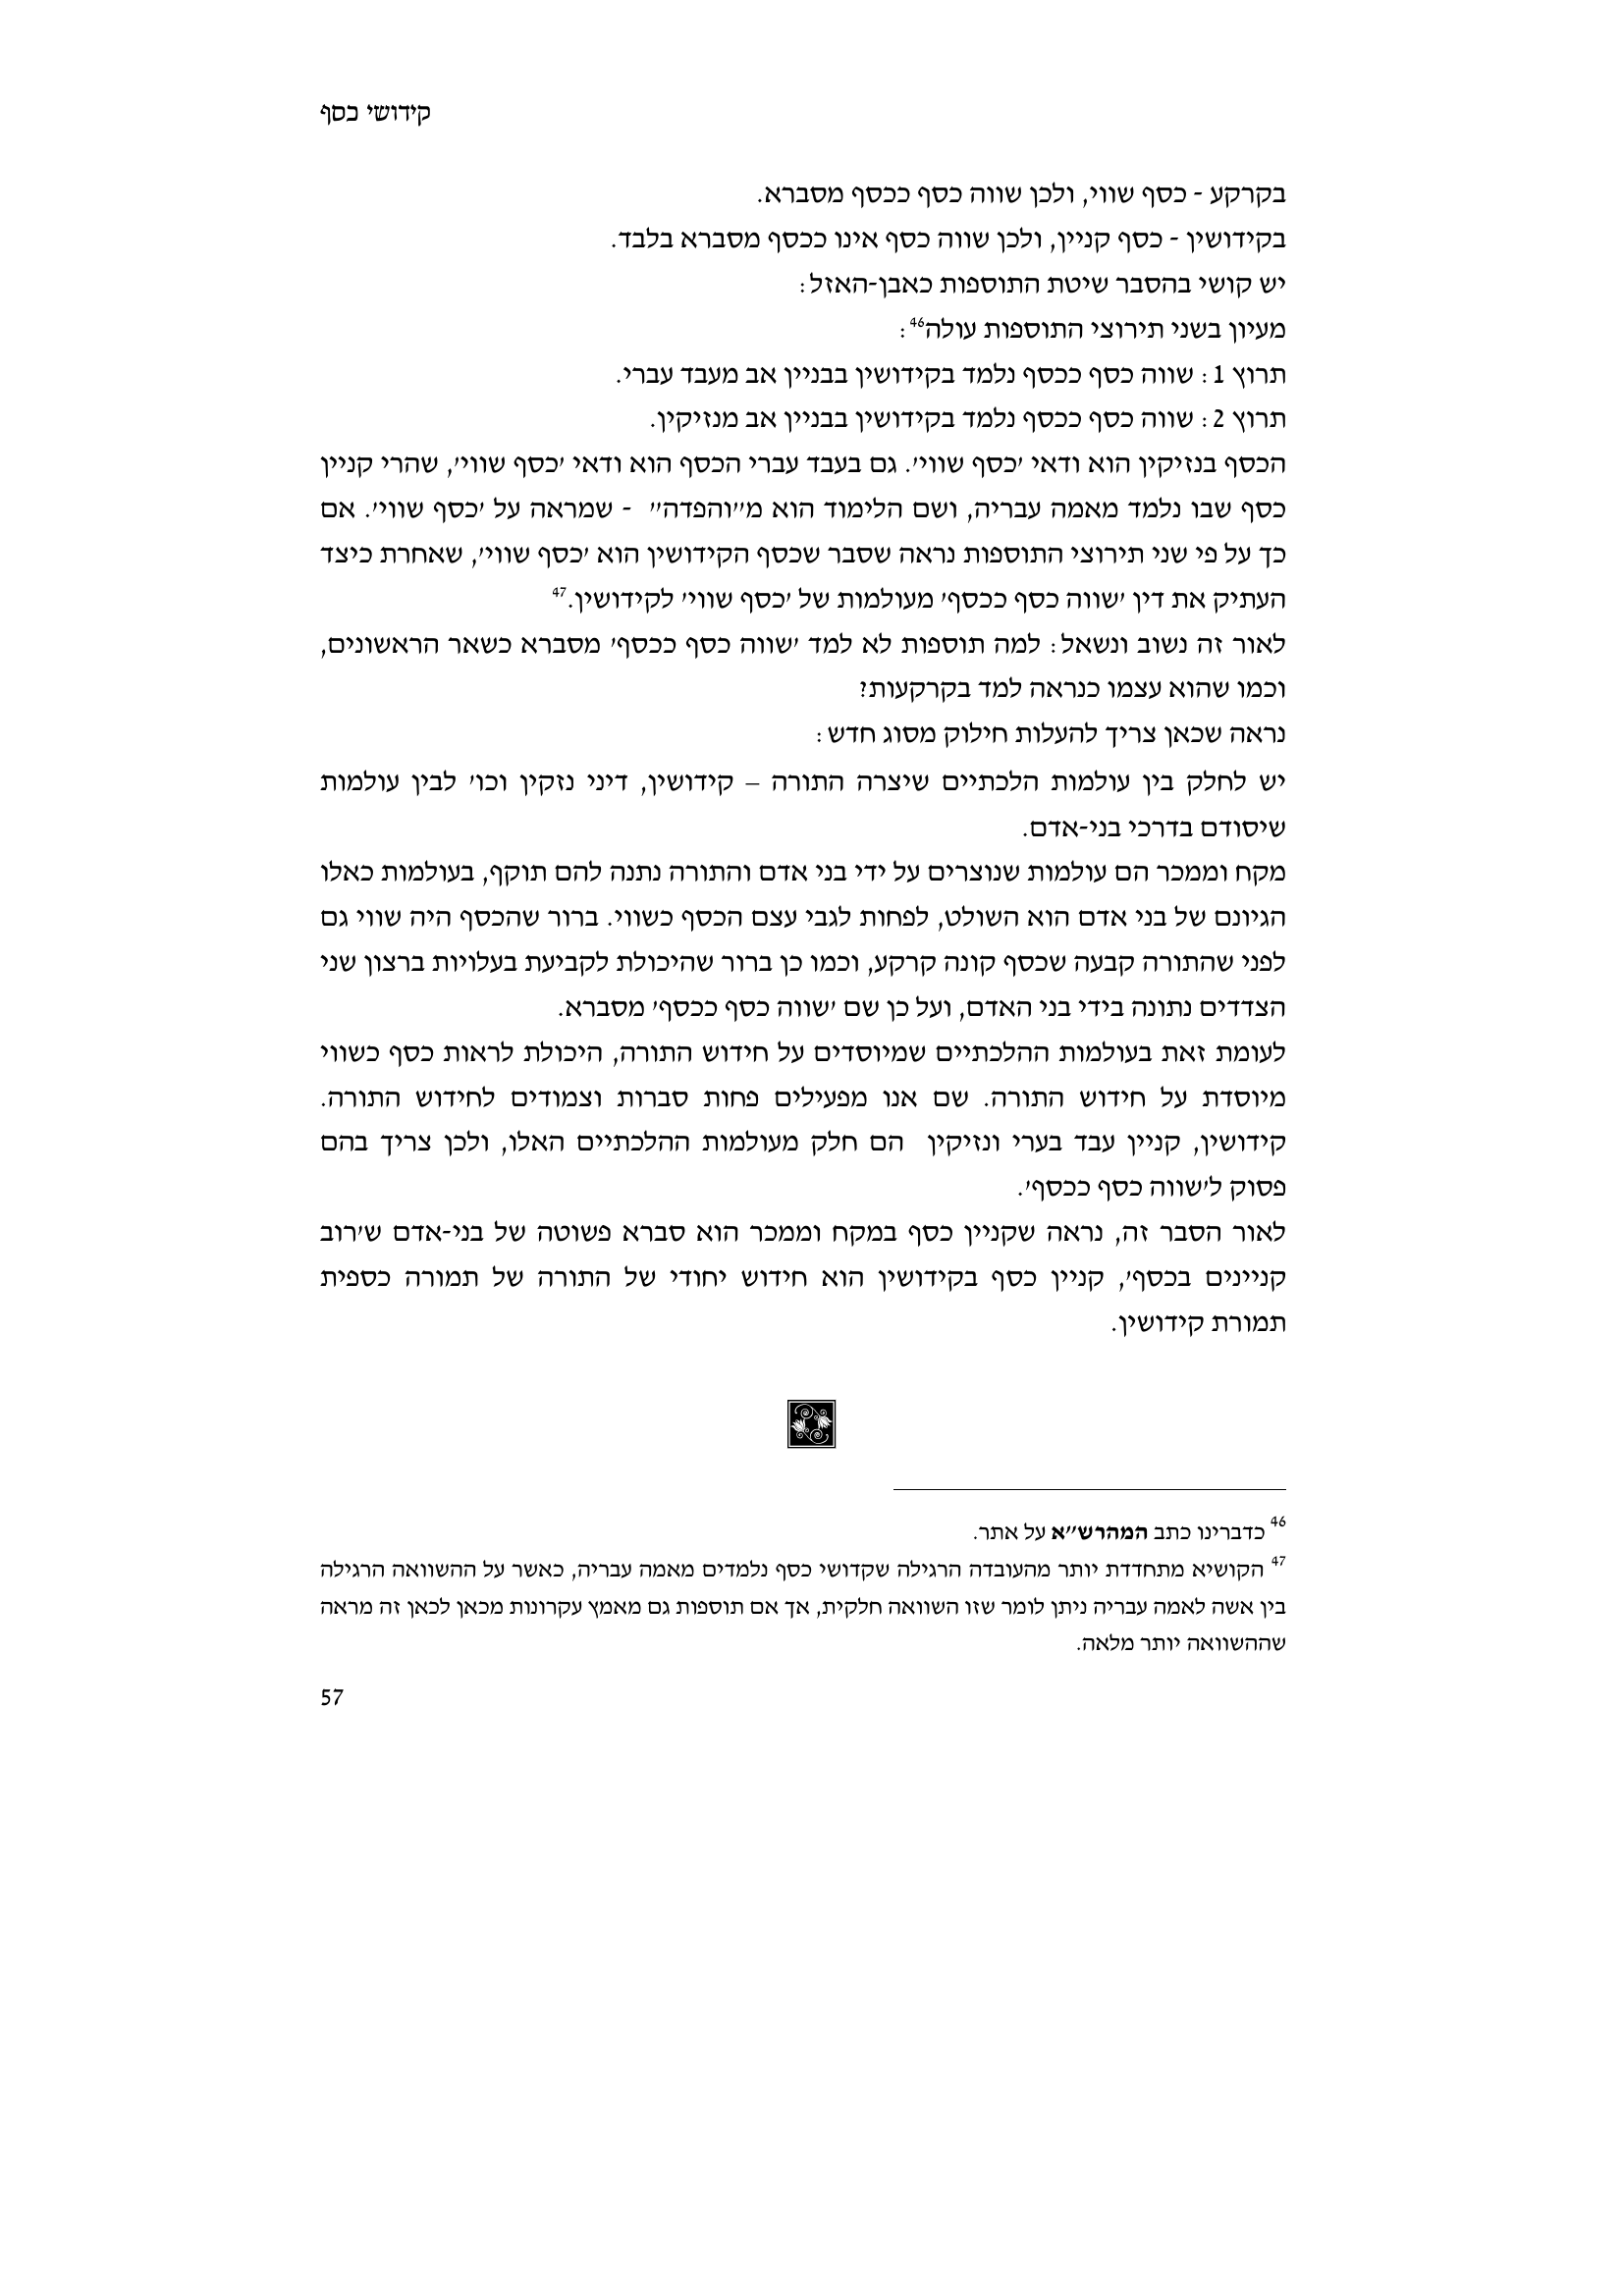 קידושי כסף
בקרקע - כסף שווי, ולכן שווה כסף ככסף מסברא.
בקידושין - כסף קניין, ולכן שווה כסף אינו ככסף מסברא בלבד.
יש קושי בהסבר שיטת התוספות כאבן-האזל:
מעיון בשני תירוצי התוספות עולה46:
תרוץ 1: שווה כסף ככסף נלמד בקידושין בבניין אב מעבד עברי.
תרוץ 2: שווה כסף ככסף נלמד בקידושין בבניין אב מנזיקין.
הכסף בנזיקין הוא ודאי 'כסף שווי'. גם בעבד עברי הכסף הוא ודאי 'כסף שווי', שהרי קניין
כסף שבו נלמד מאמה עבריה, ושם הלימוד הוא מ"והפדה" - שמראה על 'כסף שווי'. אם
כך על פי שני תירוצי התוספות נראה שסבר שכסף הקידושין הוא 'כסף שווי', שאחרת כיצד
העתיק את דין 'שווה כסף ככסף' מעולמות של 'כסף שווי' לקידושין.47
לאור זה נשוב ונשאל: למה תוספות לא למד 'שווה כסף ככסף' מסברא כשאר הראשונים,
וכמו שהוא עצמו כנראה למד בקרקעות?
נראה שכאן צריך להעלות חילוק מסוג חדש:
יש לחלק בין עולמות הלכתיים שיצרה התורה – קידושין, דיני נזקין וכו' לבין עולמות
שיסודם בדרכי בני-אדם.
מקח וממכר הם עולמות שנוצרים על ידי בני אדם והתורה נתנה להם תוקף, בעולמות כאלו
הגיונם של בני אדם הוא השולט, לפחות לגבי עצם הכסף כשווי. ברור שהכסף היה שווי גם
לפני שהתורה קבעה שכסף קונה קרקע, וכמו כן ברור שהיכולת לקביעת בעלויות ברצון שני
הצדדים נתונה בידי בני האדם, ועל כן שם 'שווה כסף ככסף' מסברא.
לעומת זאת בעולמות ההלכתיים שמיוסדים על חידוש התורה, היכולת לראות כסף כשווי
מיוסדת על חידוש התורה. שם אנו מפעילים פחות סברות וצמודים לחידוש התורה.
קידושין, קניין עבד בערי ונזיקין הם חלק מעולמות ההלכתיים האלו, ולכן צריך בהם
פסוק ל'שווה כסף ככסף'.
לאור הסבר זה, נראה שקניין כסף במקח וממכר הוא סברא פשוטה של בני-אדם ש'רוב
קניינים בכסף', קניין כסף בקידושין הוא חידוש יחודי של התורה של תמורה כספית
תמורת קידושין.
46 כדברינו כתב המהרש"א על אתר.
47 הקושיא מתחדדת יותר מהעובדה הרגילה שקדושי כסף נלמדים מאמה עבריה, כאשר על ההשוואה הרגילה
בין אשה לאמה עבריה ניתן לומר שזו השוואה חלקית, אך אם תוספות גם מאמץ עקרונות מכאן לכאן זה מראה
שההשוואה יותר מלאה.
57